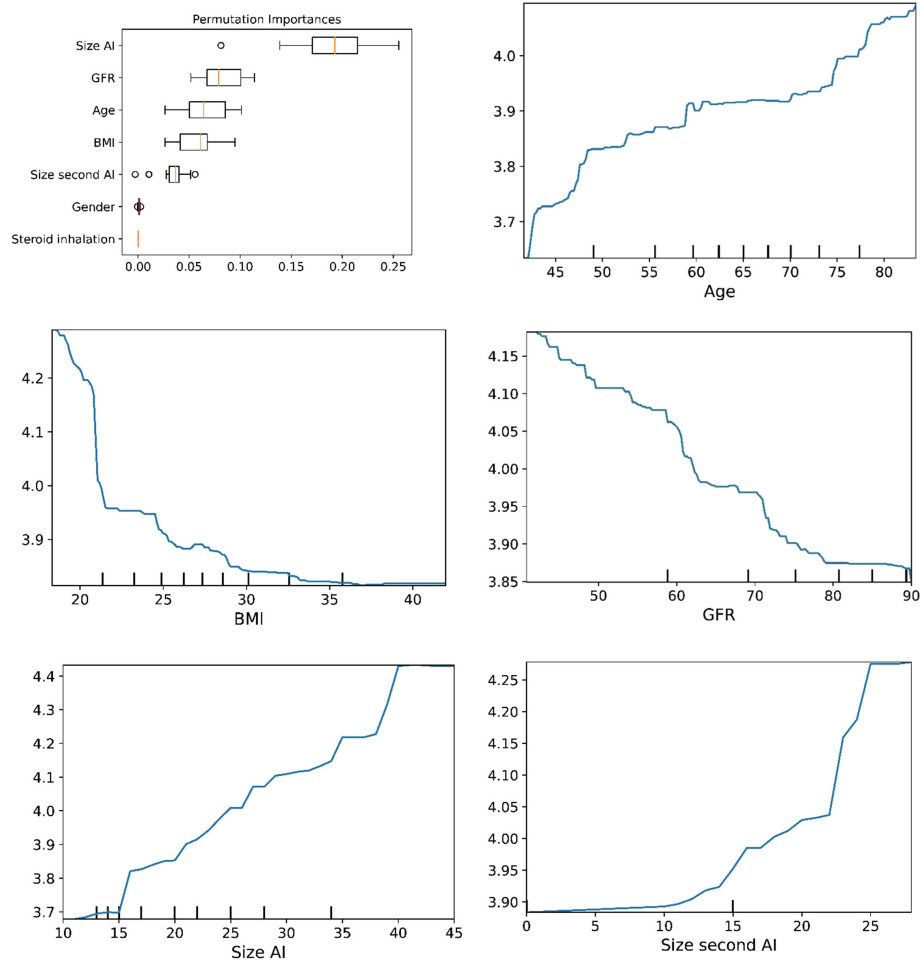 Permutation Importances
Size AI
GFR
Age
BMI
Size second AI
Gender
Steroid inhalation
0.00 0.05 0.10 0.15 0.20 0.25
4.0
3.9
3.8
3.7
45 50 55 60 65 70 75 80
Age
4.2
4.1
4.0
3.9
20 25 30 35 40
BMI
4.15
4.10
4.05
4.00
3.95
3.90
3.85
50 60 70 80 90
GFR
4.4
4.3
4.2
4.1
4.0
3.9
3.8
3.7
10 15 20 25 30 35 40 45
Size AI
4.25
4.20
4.15
4.10
4.05
4.00
3.95
3.90
0 5 10 15 20 25
Size second AI